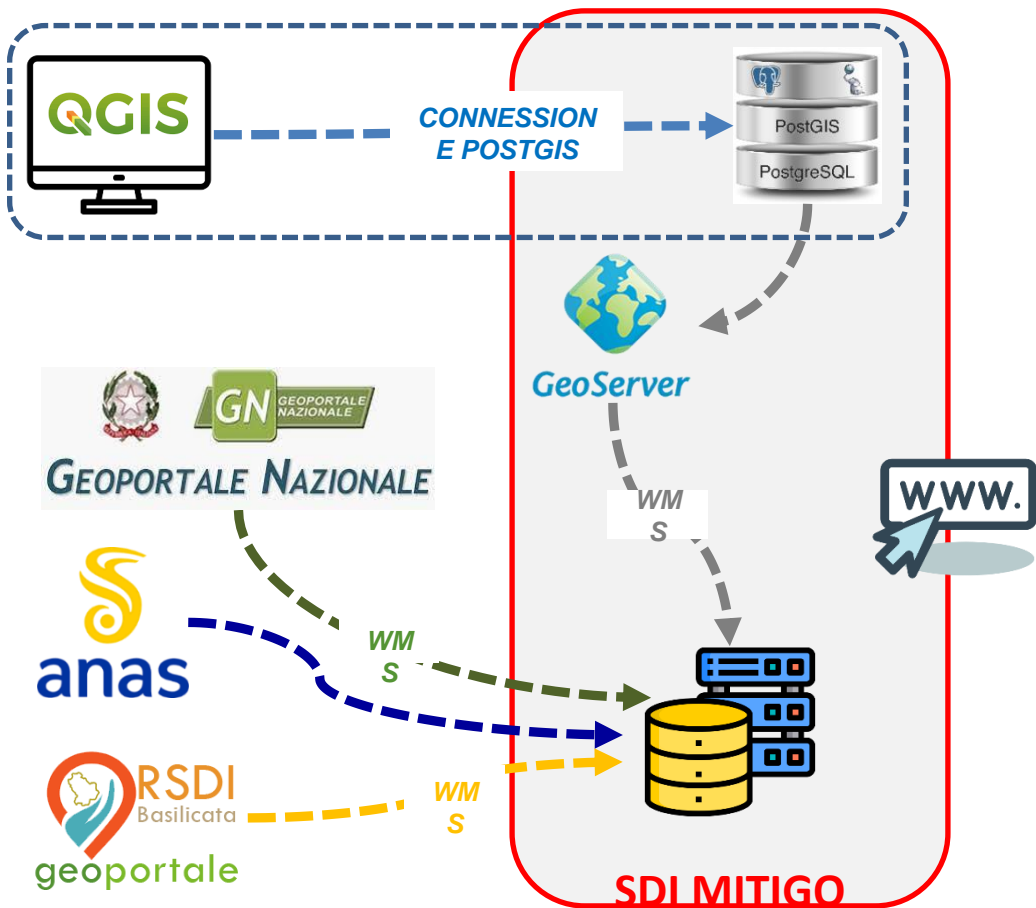 QGIS
CONNESSION
E POSTGIS
PostGIS
PostgreSQL
GeoServer
GN
GEOPORTALE
NAZIONALE
GEOPORTALE NAZIONALE
WM
S
www.
anas
WM
S
RSDI
Basilicata
geoportale
WM
S
SDI MITIGO